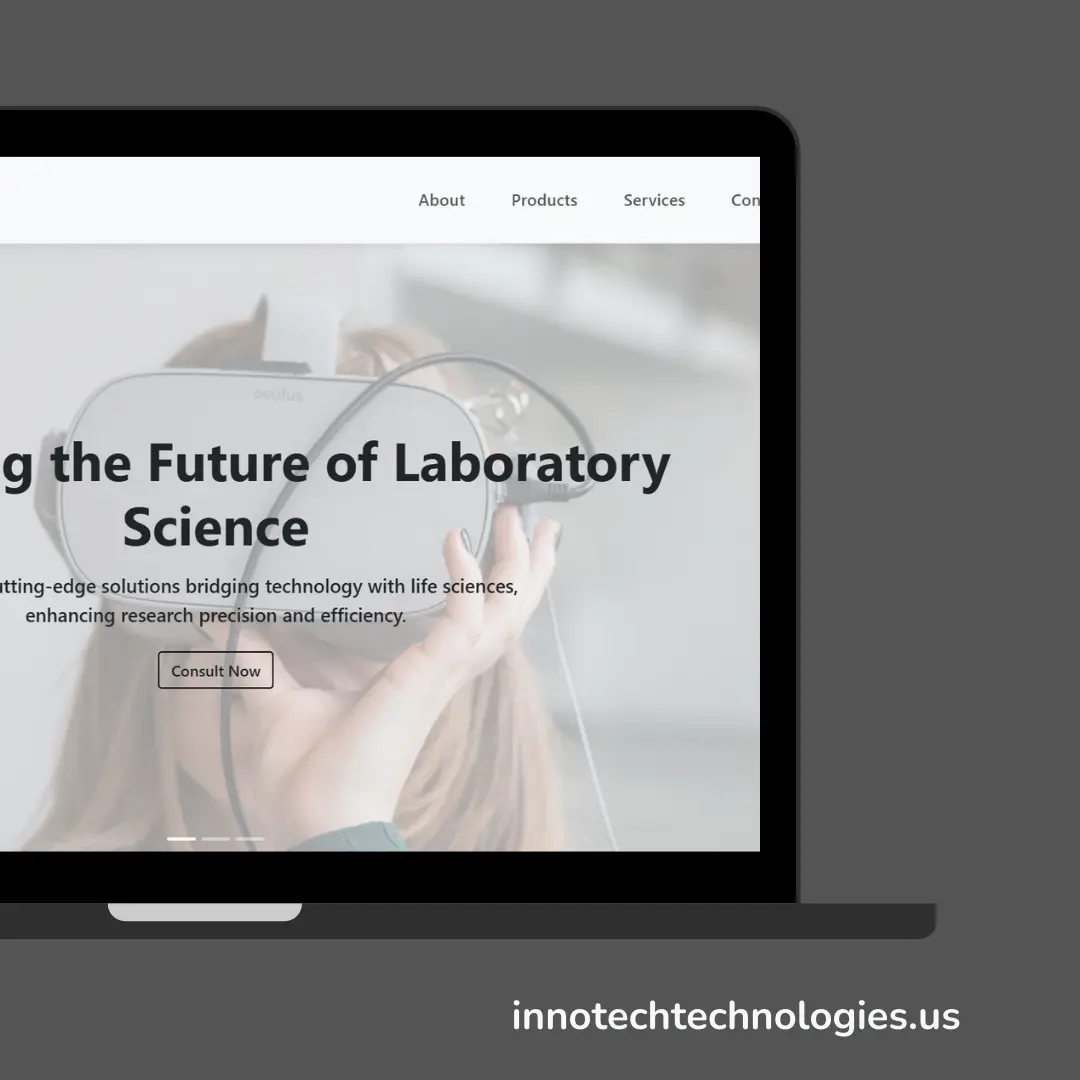 About Products Services Con
oculus
g the Future of Laboratory
Science
utting-edge solutions bridging technology with life sciences,
enhancing research precision and efficiency.
Consult Now
innotechtechnologies.us